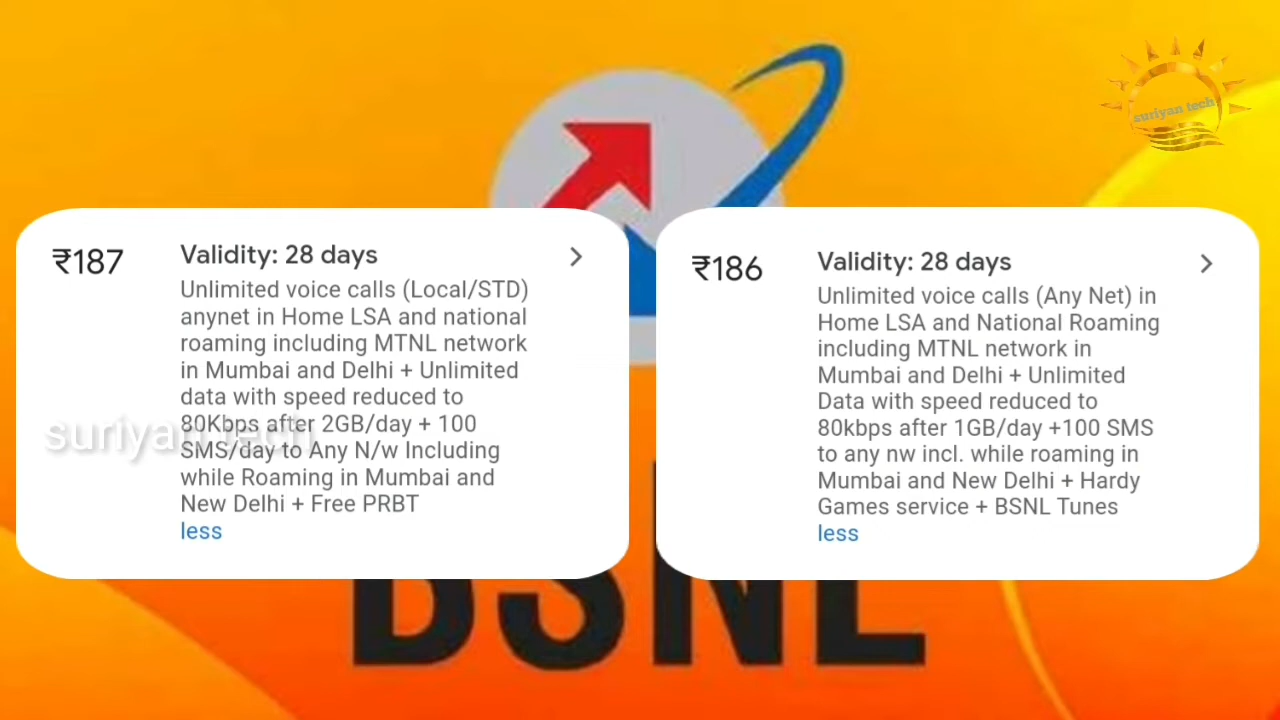 suriyan tech
₹187
Validity: 28 days
Unlimited voice calls (Local/STD)
anynet in Home LSA and national
roaming including MTNL network
in Mumbai and Delhi + Unlimited
data with speed reduced to
80Kbps after 2GB/day + 100
SMS/day to Any N/w Including
while Roaming in Mumbai and
New Delhi + Free PRBT
less
suriyan tech
₹186
Validity: 28 days
Unlimited voice calls (Any Net) in
Home LSA and National Roaming
including MTNL network in
Mumbai and Delhi + Unlimited
Data with speed reduced to
80kbps after 1GB/day +100 SMS
to any nw incl. while roaming in
Mumbai and New Delhi + Hardy
Games service + BSNL Tunes
less
BSNL